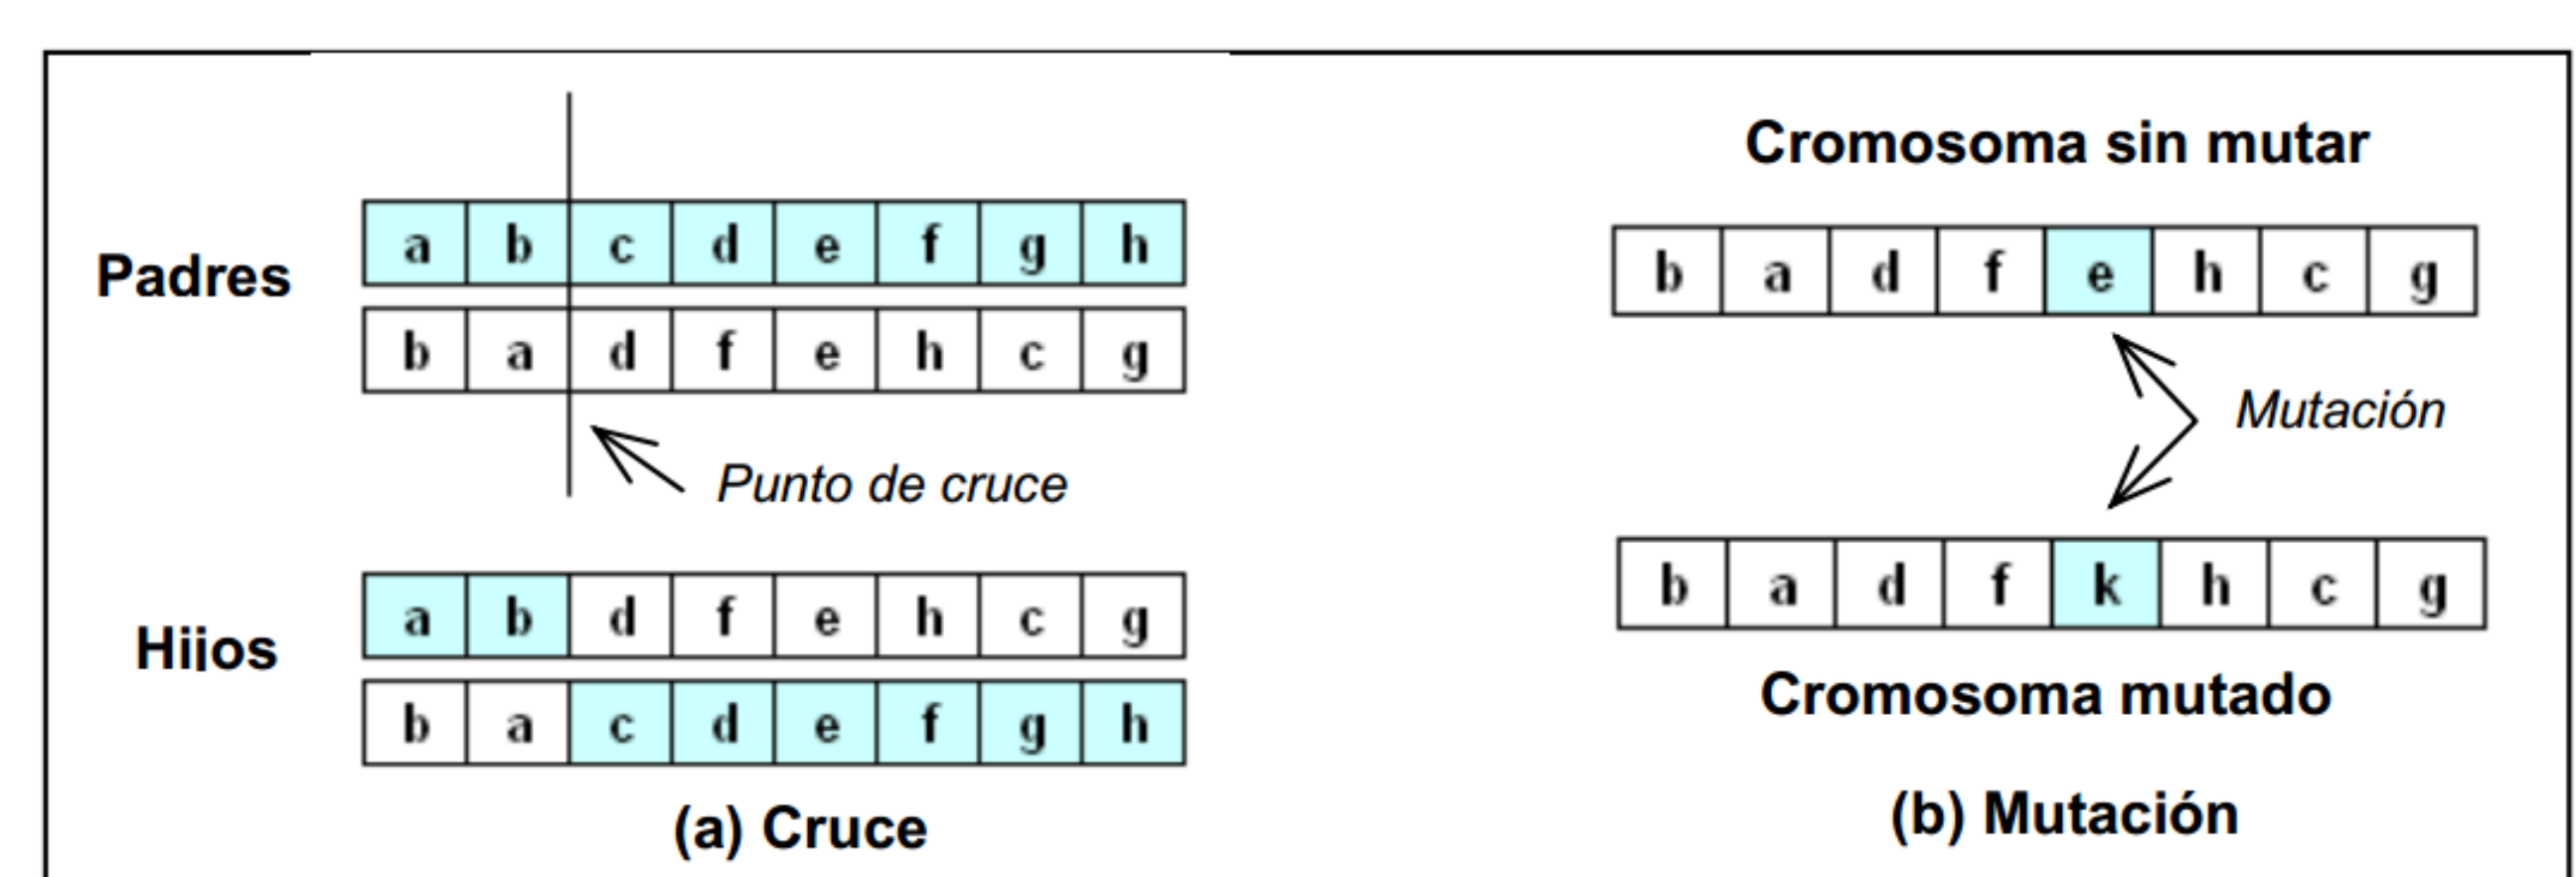 Padres
a b c d e f g h
b a d f e h c g
Punto de cruce
Hijos
a b d f e h c g
b a c d e f g h
(a) Cruce
Cromosoma sin mutar
b a d f e h c g
Mutación
b a d f k h c g
Cromosoma mutado
(b) Mutación